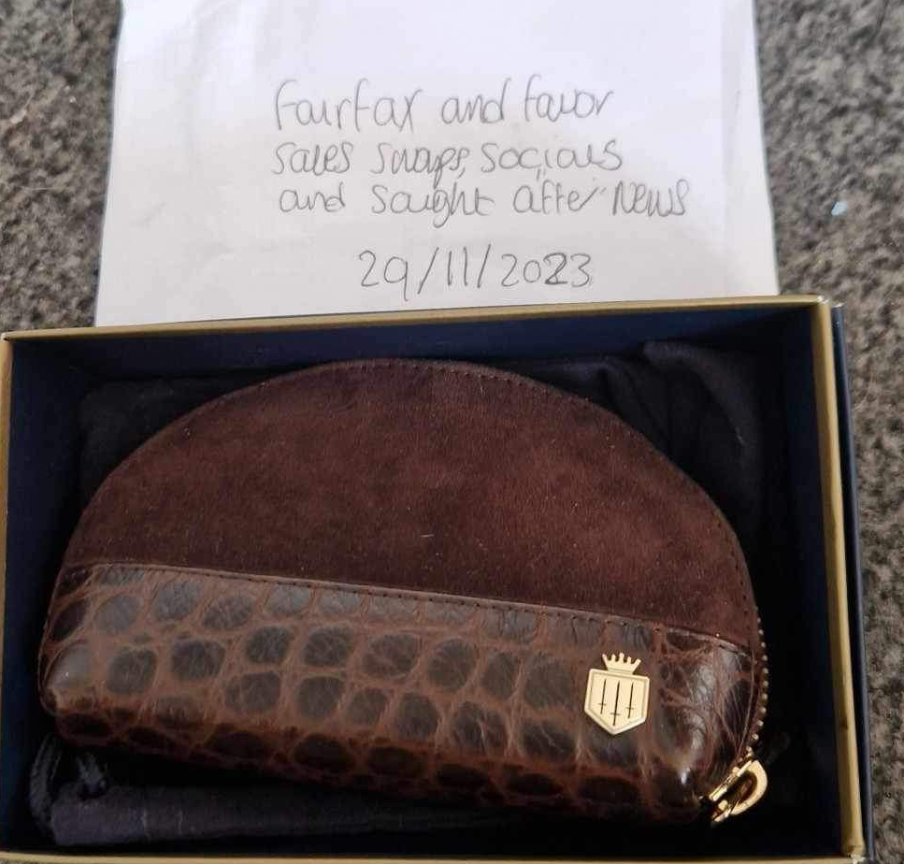 Fairfax and favor
sales swaps, socials
and sought after news
29/11/2023